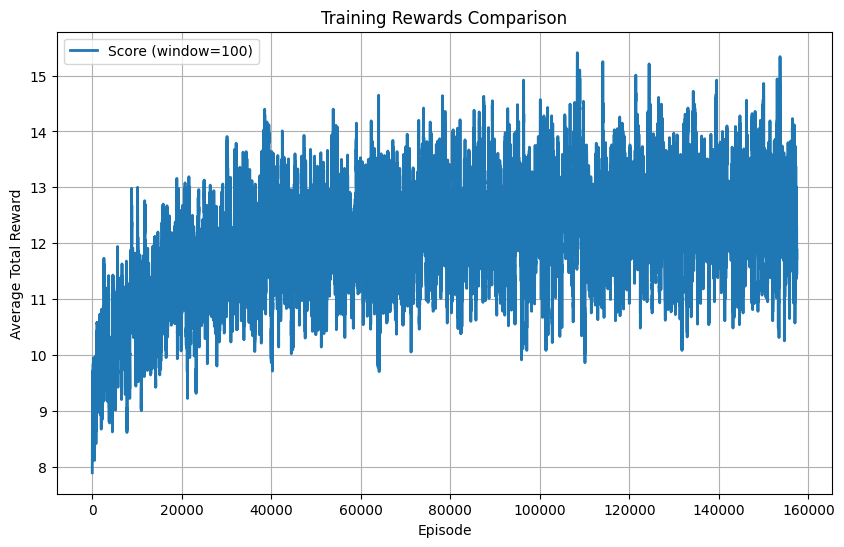 Training Rewards Comparison
Score (window=100)
Average Total Reward
15
14
13
12
11
10
9
8
0 20000 40000 60000 80000 100000 120000 140000 160000
Episode